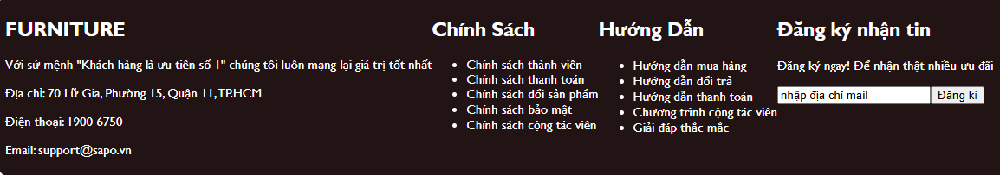 FURNITURE
Với sứ mệnh "Khách hàng là ưu tiên số 1" chúng tôi luôn mạng lại giá trị tốt nhất
Địa chỉ: 70 Lữ Gia, Phường 15, Quận 11, TP.HCM
Điện thoại: 1900 6750
Email: support@sapo.vn
Chính Sách
Chính sách thành viên
Chính sách thanh toán
Chính sách đổi sản phẩm
Chính sách bảo mật
Chính sách cộng tác viên
Hướng Dẫn
Hướng dẫn mua hàng
Hướng dẫn đổi trả
Hướng dẫn thanh toán
Chương trình cộng tác viên
Giải đáp thắc mắc
Đăng ký nhận tin
Đăng ký ngay! Để nhận thật nhiều ưu đãi
nhập địa chỉ mail Đăng kí